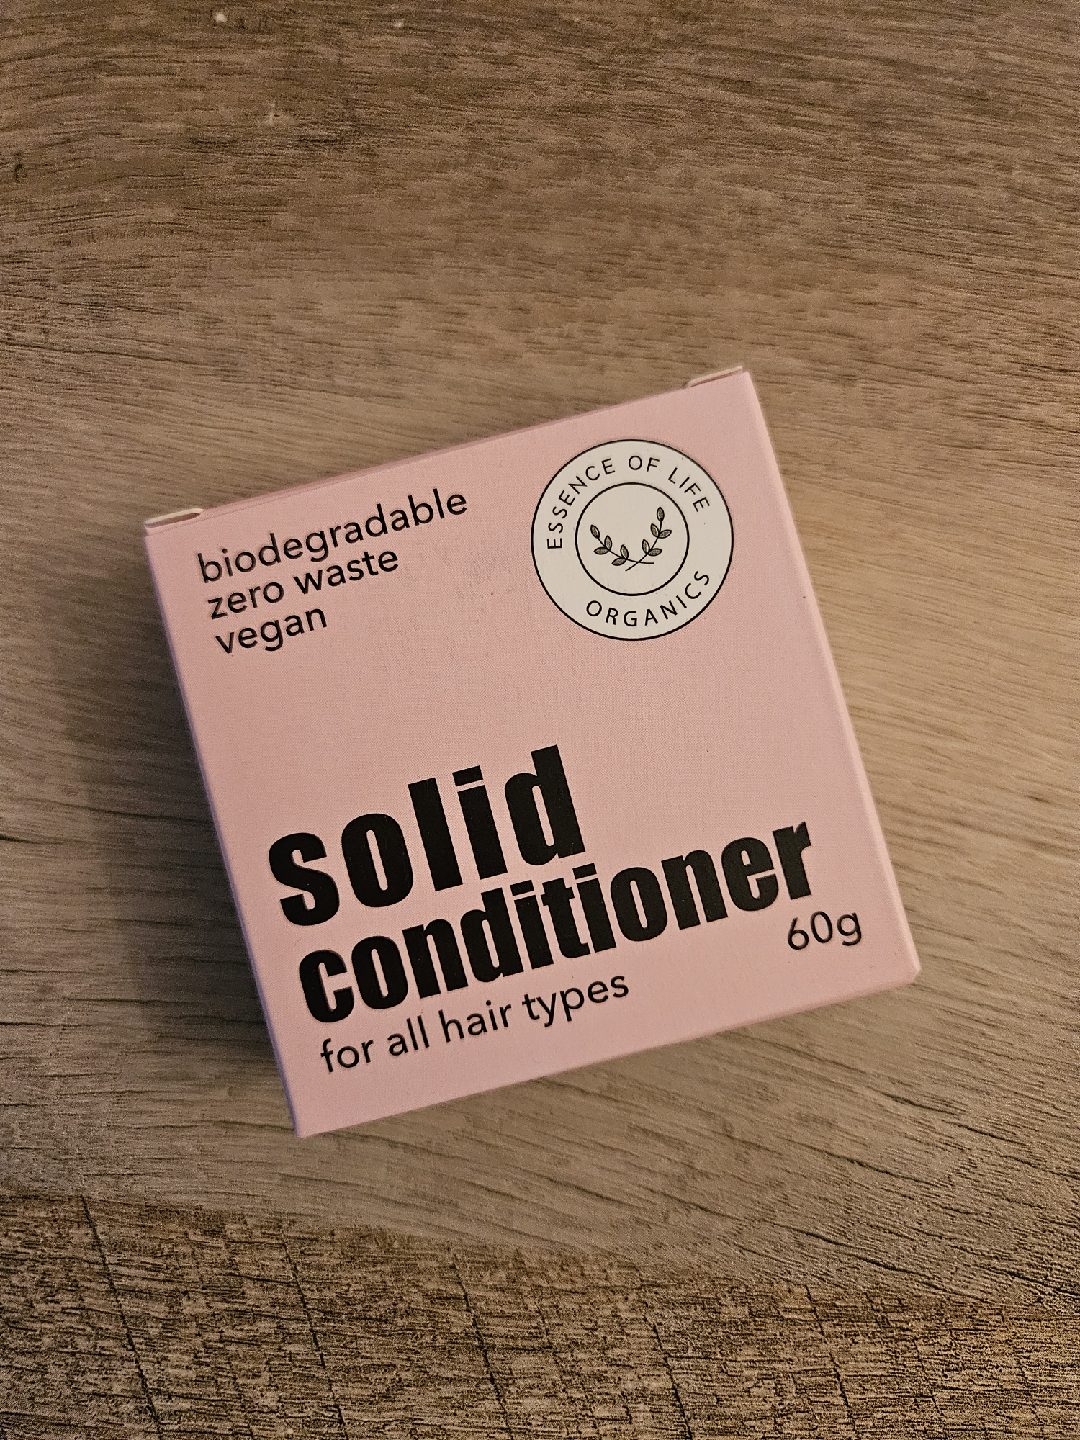 biodegradable
zero waste
vegan
ESSENCE OF LIFE
ORGANICS
solid
conditioner
60g
for all hair types